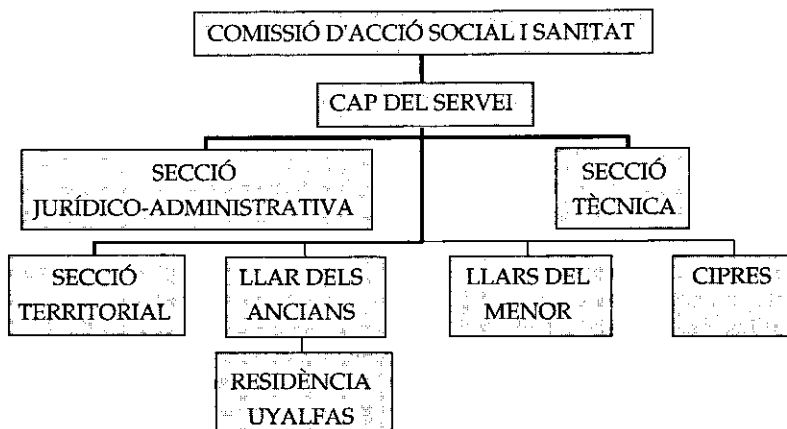 COMISSIÓ D'ACCIÓ SOCIAL I SANITAT
CAP DEL SERVEI
SECCIÓ
JURÍDICO-ADMINISTRATIVA
SECCIÓ
TÈCNICA
SECCIÓ
TERRITORIAL
LLAR DELS
ANCIANS
LLARS DEL
MENOR
CIPRES
RESIDÈNCIA
UYALFAS